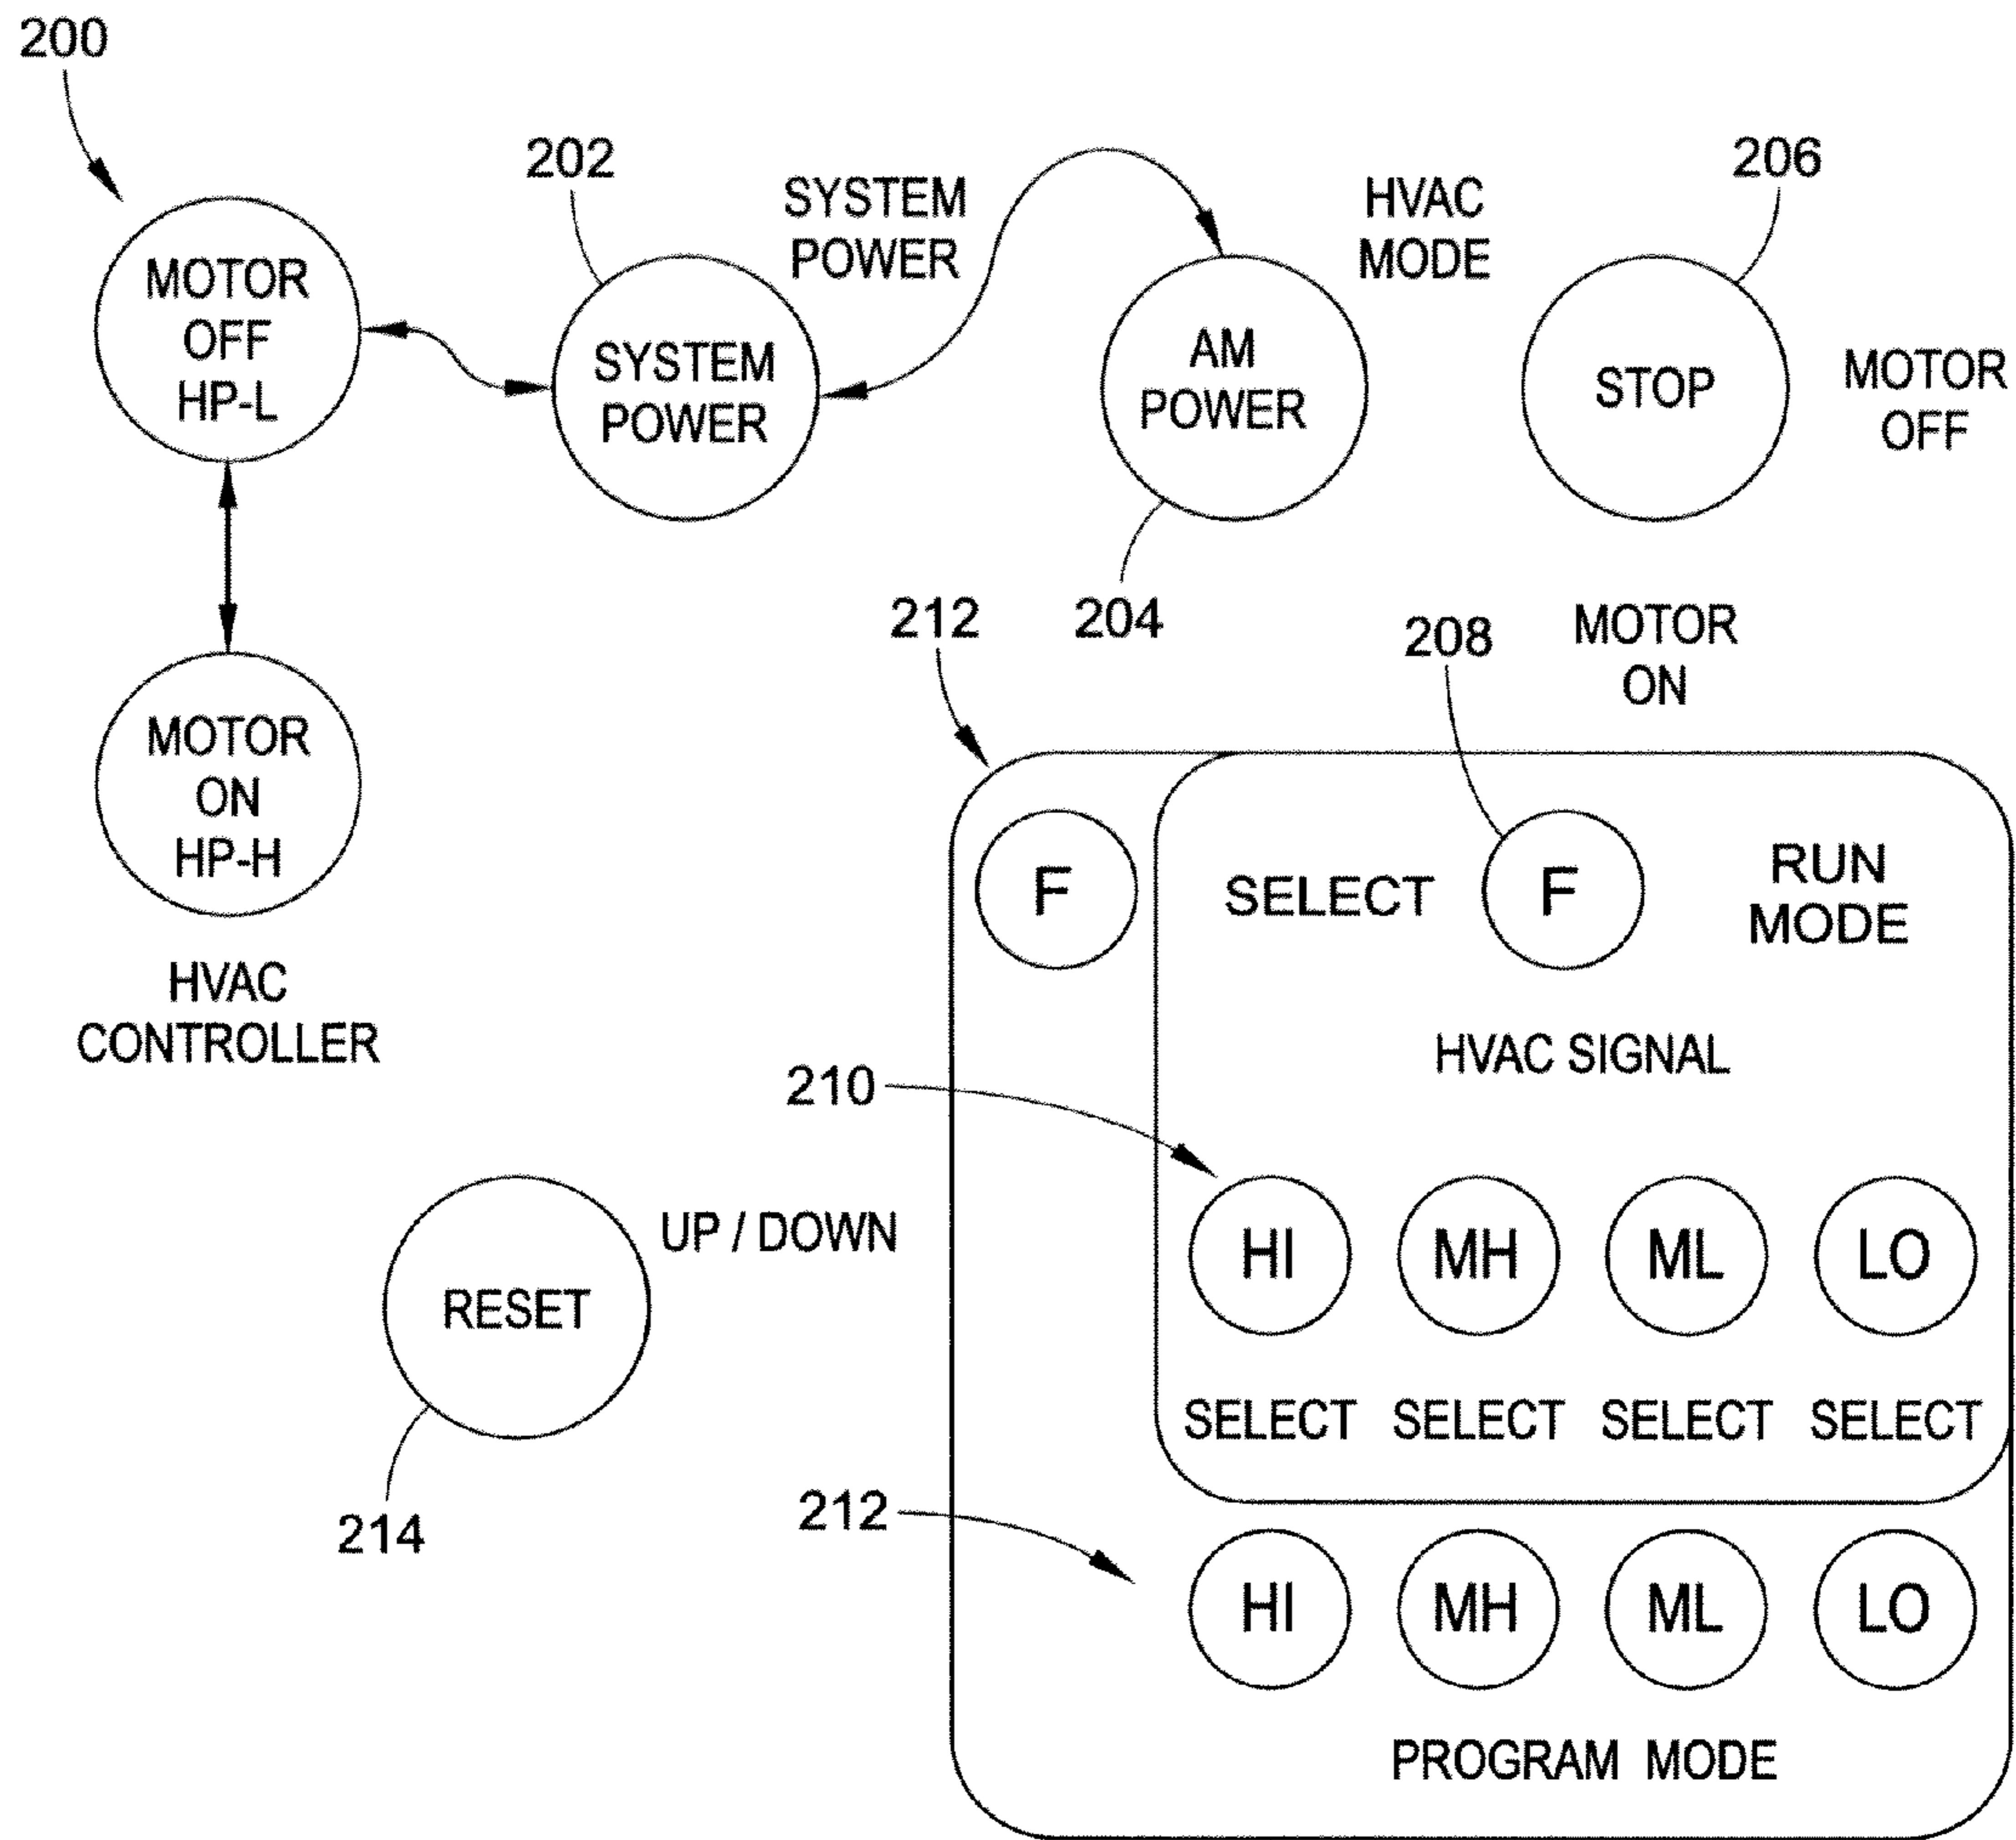 200
202
SYSTEM
POWER
HVAC
MODE
206
MOTOR
OFF
HP-L
SYSTEM
POWER
AM
POWER
STOP
MOTOR
OFF
204
MOTOR
ON
HP-H
HVAC
CONTROLLER
212
208
MOTOR
ON
F
SELECT
F
RUN
MODE
HVAC SIGNAL
210
HI
MH
ML
LO
SELECT
SELECT
SELECT
SELECT
RESET
UP / DOWN
214
212
HI
MH
ML
LO
PROGRAM MODE